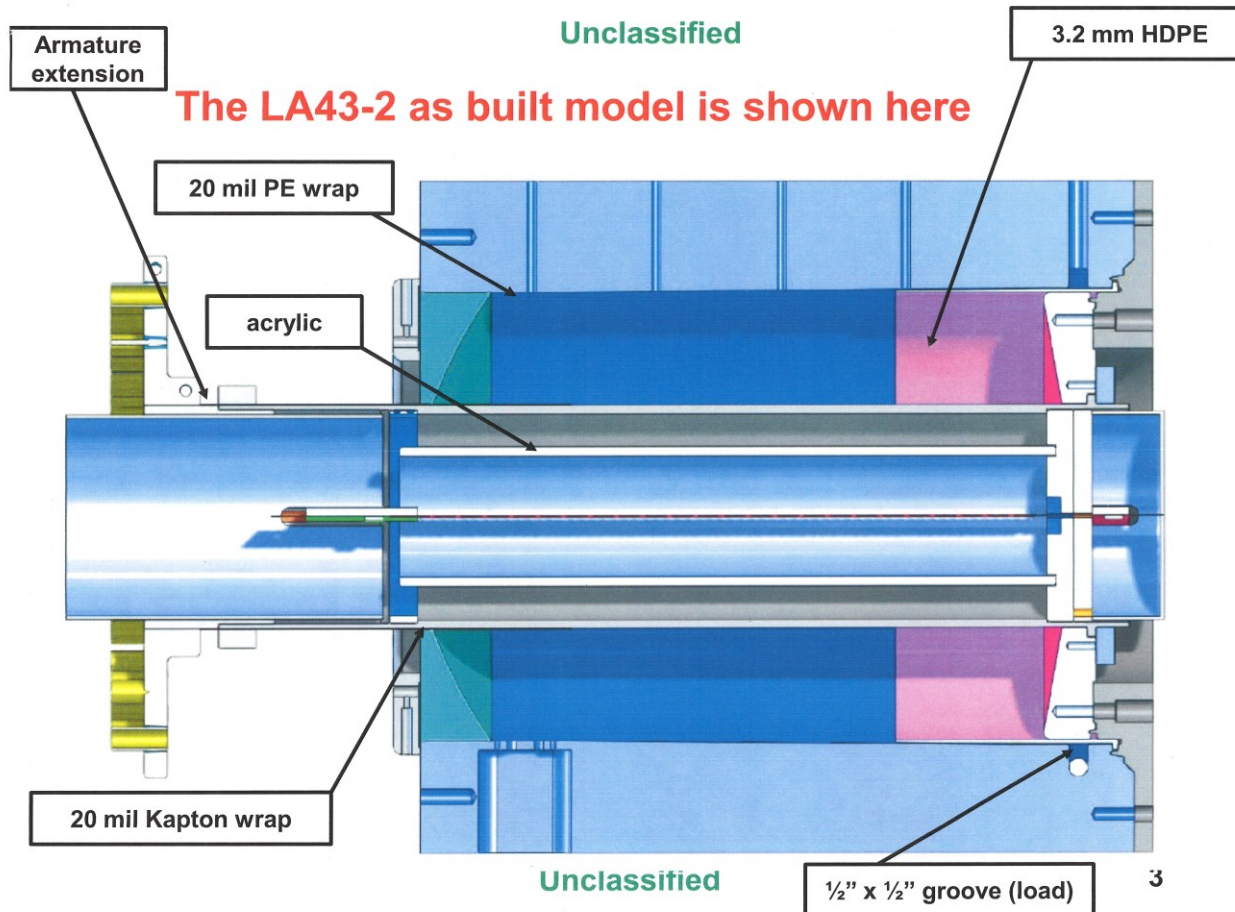 Unclassified
Armature
extension
3.2 mm HDPE
The LA43-2 as built model is shown here
20 mil PE wrap
acrylic
20 mil Kapton wrap
Unclassified
½” x ½” groove (load)
3